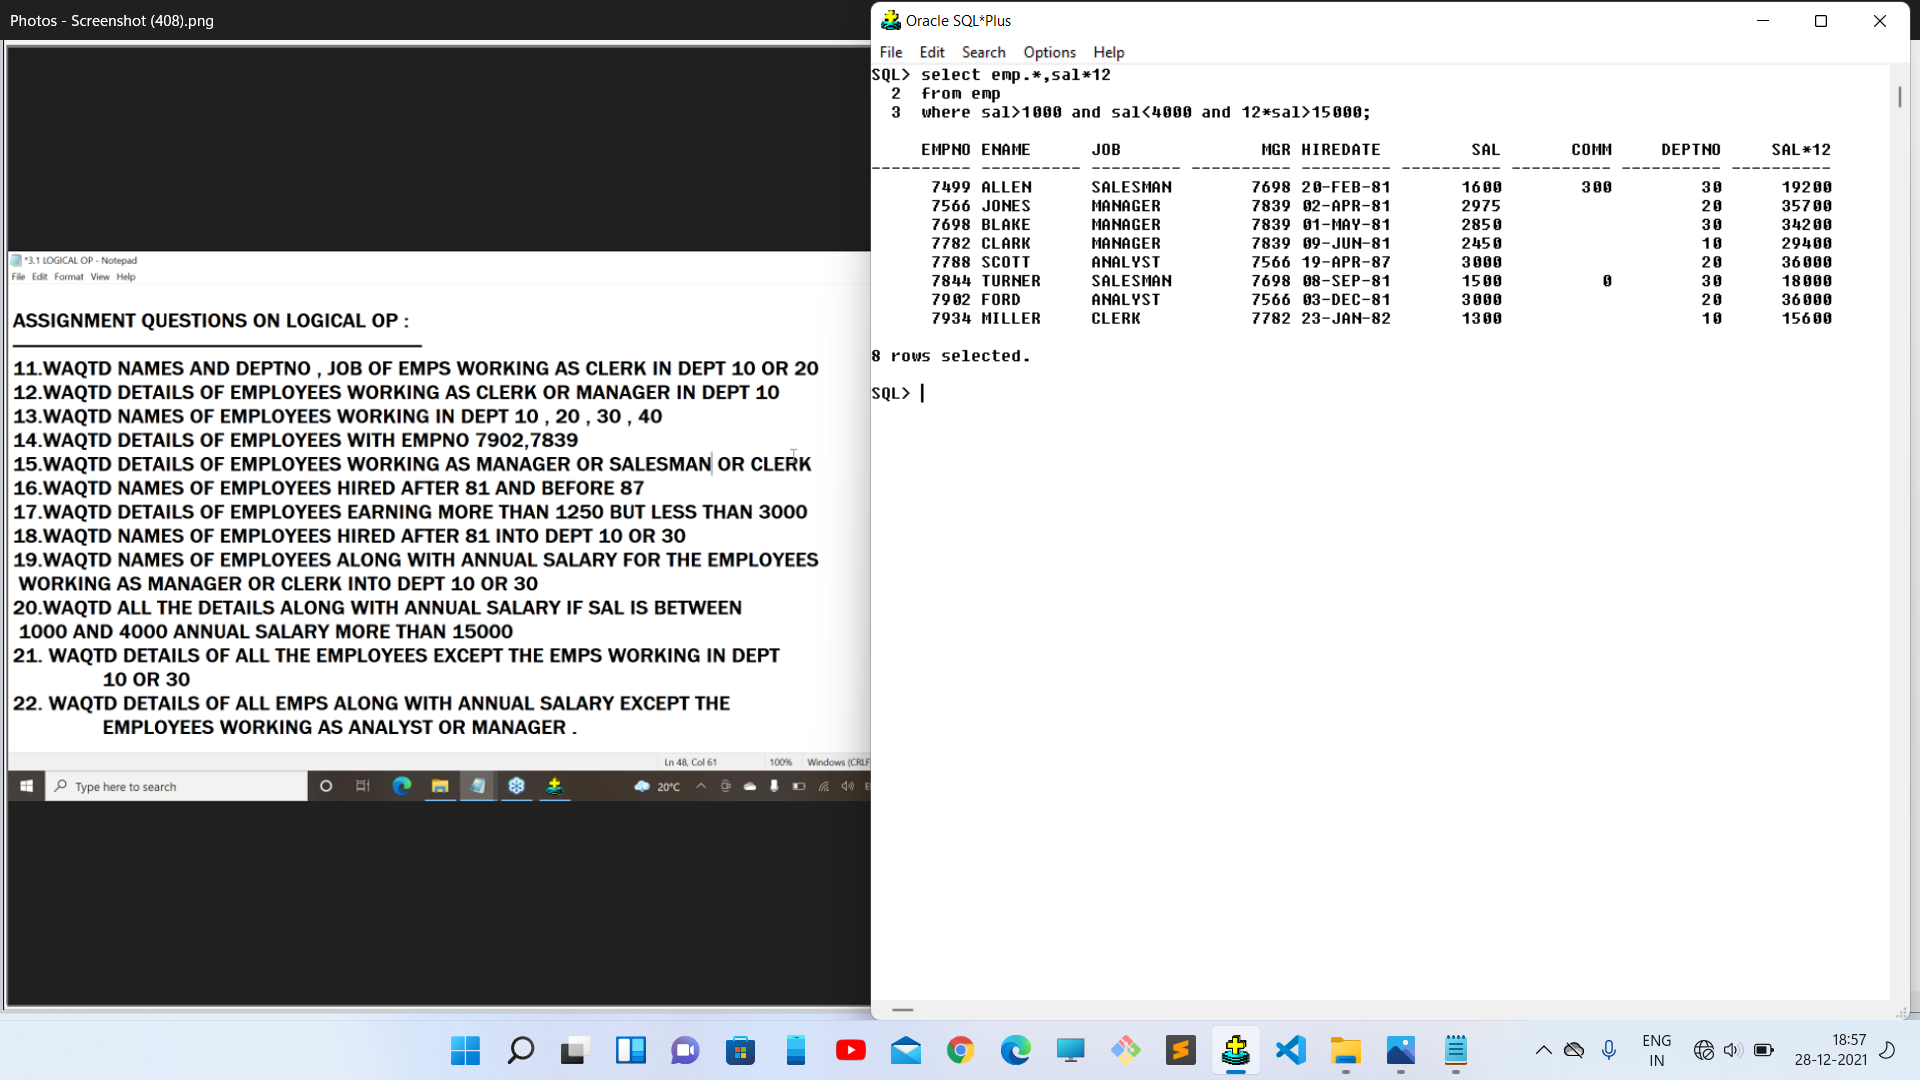 Photos - Screenshot (408).png
*3.1 LOGICAL OP - Notepad
File Edit Format View Help
ASSIGNMENT QUESTIONS ON LOGICAL OP :
11.WAQTD NAMES AND DEPTNO , JOB OF EMPS WORKING AS CLERK IN DEPT 10 OR 20
12.WAQTD DETAILS OF EMPLOYEES WORKING AS CLERK OR MANAGER IN DEPT 10
13.WAQTD NAMES OF EMPLOYEES WORKING IN DEPT 10 , 20 , 30 , 40
14.WAQTD DETAILS OF EMPLOYEES WITH EMPNO 7902,7839
15.WAQTD DETAILS OF EMPLOYEES WORKING AS MANAGER OR SALESMAN OR CLERK
16.WAQTD NAMES OF EMPLOYEES HIRED AFTER 81 AND BEFORE 87
17.WAQTD DETAILS OF EMPLOYEES EARNING MORE THAN 1250 BUT LESS THAN 3000
18.WAQTD NAMES OF EMPLOYEES HIRED AFTER 81 INTO DEPT 10 OR 30
19.WAQTD NAMES OF EMPLOYEES ALONG WITH ANNUAL SALARY FOR THE EMPLOYEES
WORKING AS MANAGER OR CLERK INTO DEPT 10 OR 30
20.WAQTD ALL THE DETAILS ALONG WITH ANNUAL SALARY IF SAL IS BETWEEN
1000 AND 4000 ANNUAL SALARY MORE THAN 15000
21. WAQTD DETAILS OF ALL THE EMPLOYEES EXCEPT THE EMPS WORKING IN DEPT
10 OR 30
22. WAQTD DETAILS OF ALL EMPS ALONG WITH ANNUAL SALARY EXCEPT THE
EMPLOYEES WORKING AS ANALYST OR MANAGER .
Ln 48, Col 61 100% Windows (CRLF
Type here to search 20°C
Oracle SQL*Plus
File Edit Search Options Help
SQL> select emp.*,sal*12
2 from emp
3 where sal>1000 and sal<4000 and 12*sal>15000;
EMPNO ENAME JOB MGR HIREDATE SAL COMM DEPTNO SAL*12
---------- ---------- --------- ---------- --------- ---------- ---------- ---------- ----------
7499 ALLEN SALESMAN 7698 20-FEB-81 1600 300 30 19200
7566 JONES MANAGER 7839 02-APR-81 2975 20 35700
7698 BLAKE MANAGER 7839 01-MAY-81 2850 30 34200
7782 CLARK MANAGER 7839 09-JUN-81 2450 10 29400
7788 SCOTT ANALYST 7566 19-APR-87 3000 20 36000
7844 TURNER SALESMAN 7698 08-SEP-81 1500 0 30 18000
7902 FORD ANALYST 7566 03-DEC-81 3000 20 36000
7934 MILLER CLERK 7782 23-JAN-82 1300 10 15600
8 rows selected.
SQL>
ENG
IN
18:57
28-12-2021